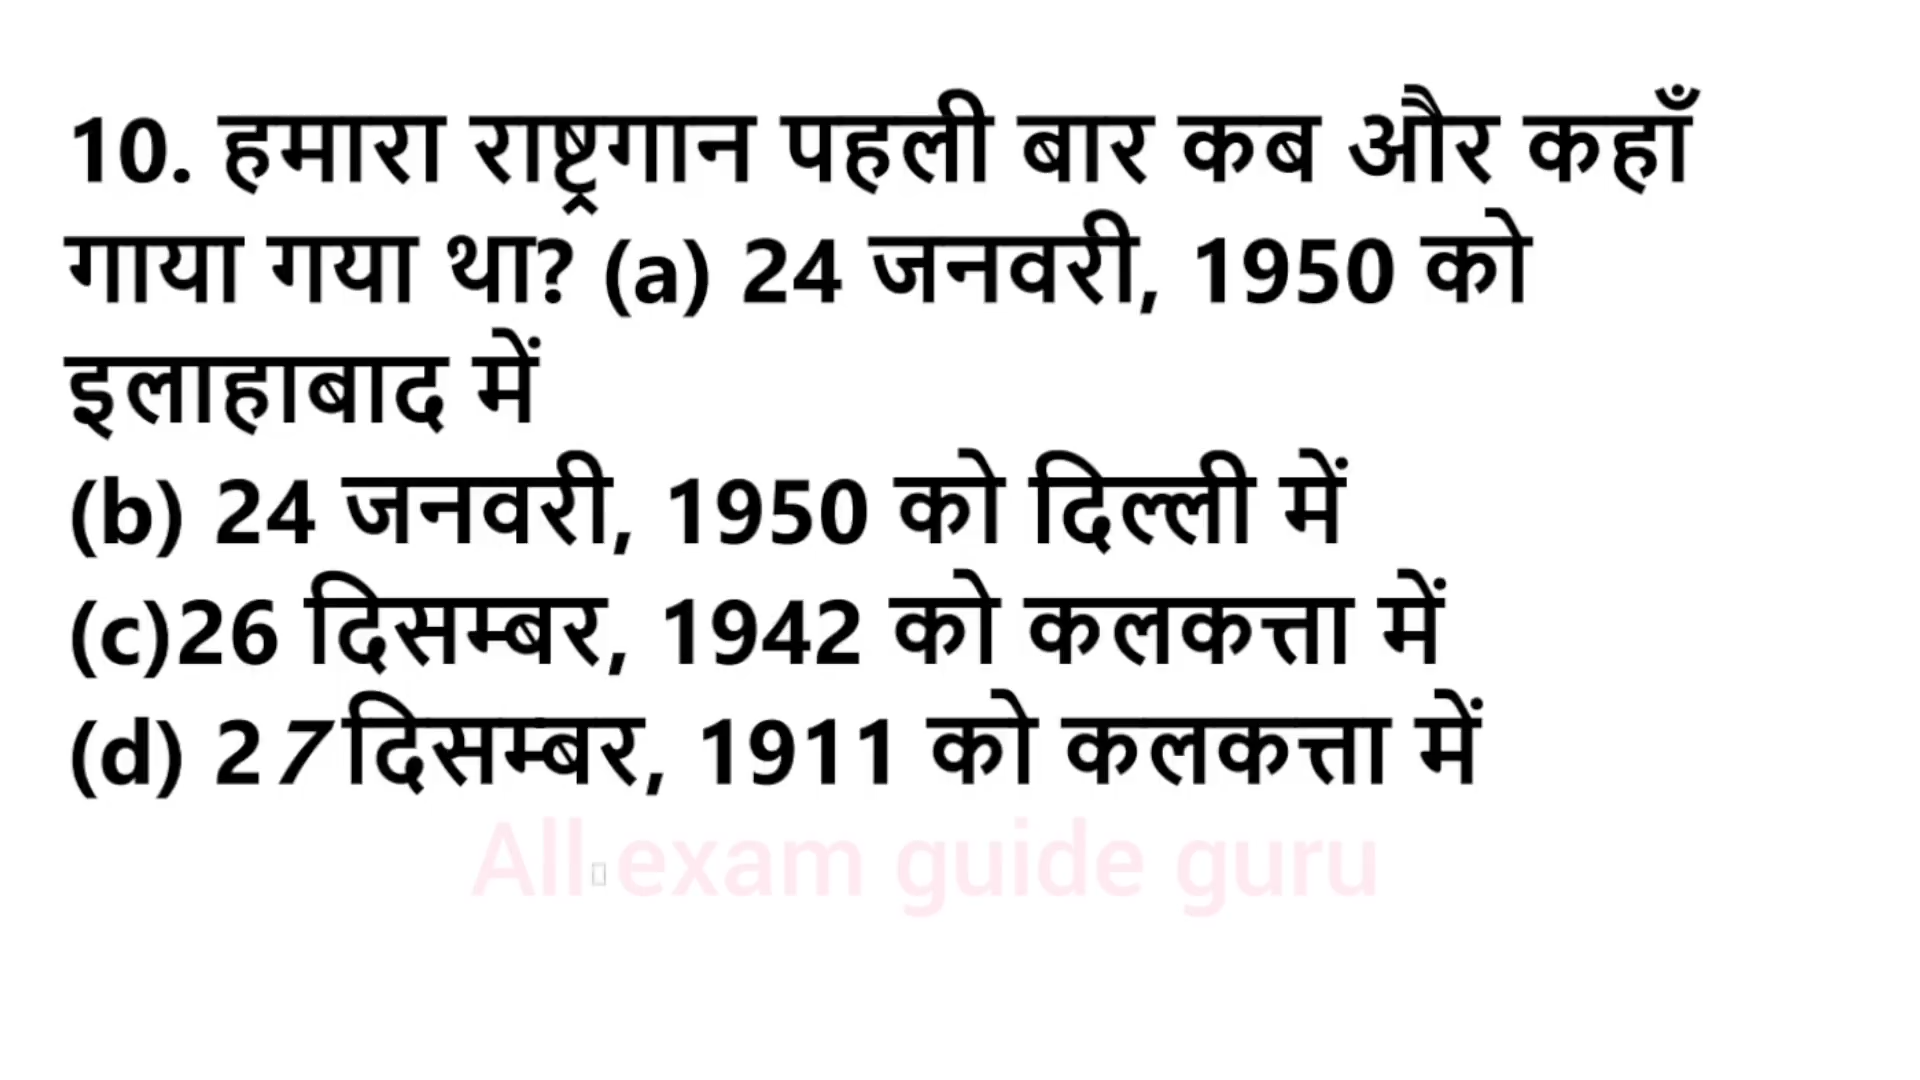 10. हमारा राष्ट्रगान पहली बार कब और कहाँ
गाया गया था? (a) 24 जनवरी, 1950 को
इलाहाबाद में
(b) 24 जनवरी, 1950 को दिल्ली में
(c)26 दिसम्बर, 1942 को कलकत्ता में
(d) 27दिसम्बर, 1911 को कलकत्ता में
All exam guide guru